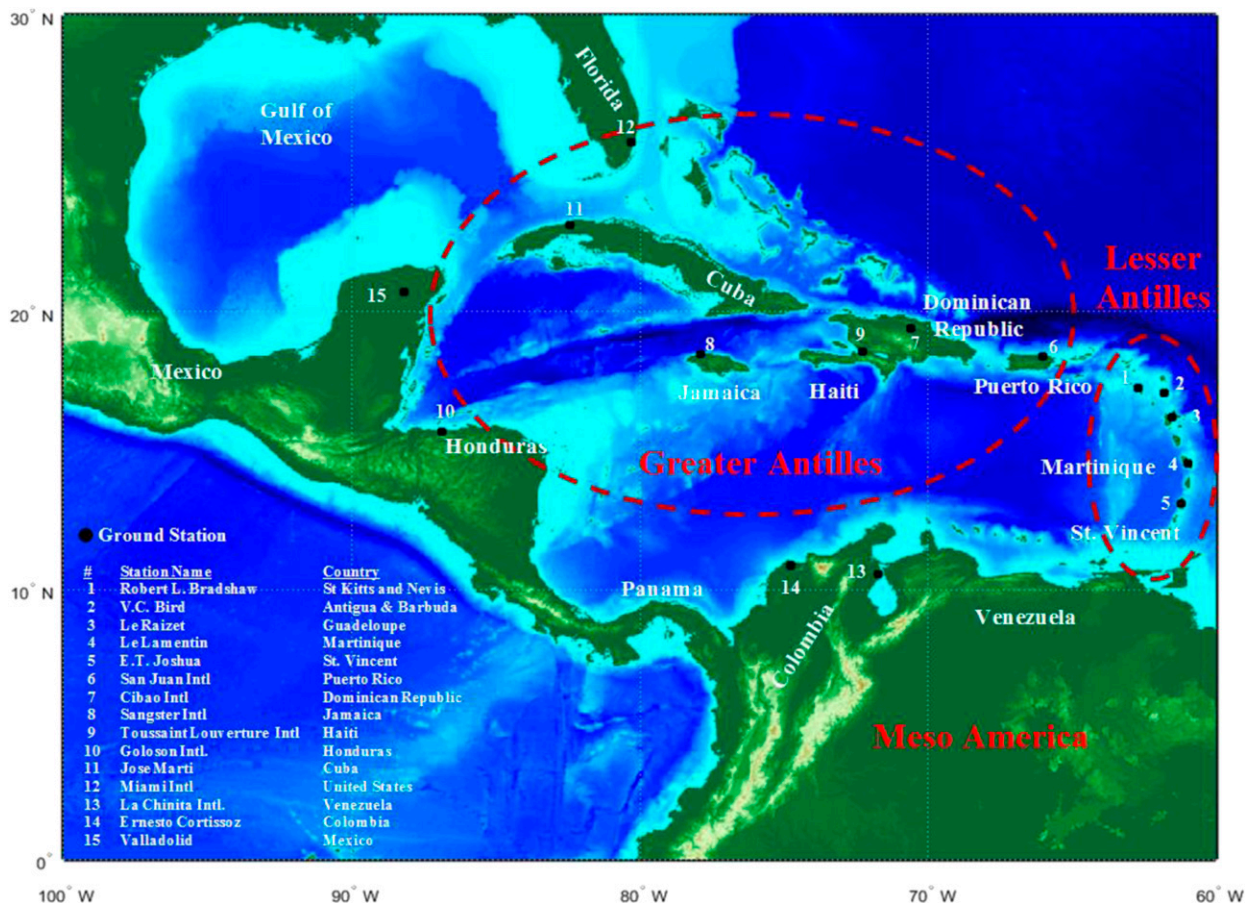 30° N
Florida
Gulf of
Mexico
12
11
Lesser
Antilles
15
Cuba
Dominican
Republic
20° N
9
7
8
6
Mexico
Jamaica
Haiti
Puerto Rico
1
2
3
10
Honduras
Greater Antilles
Martinique
4
5
St. Vincent
Ground Station
# Station Name Country
1 Robert L. Bradshaw St Kitts and Nevis
2 V.C. Bird Antigua & Barbuda
3 Le Raizet Guadeloupe
4 Le Lamentin Martinique
5 E.T. Joshua St. Vincent
6 San Juan Intl Puerto Rico
7 Cibao Intl Dominican Republic
8 Sangster Intl Jamaica
9 Toussaint Louverture Intl Haiti
10 Goloson Intl. Honduras
11 Jose Marti Cuba
12 Miami Intl United States
13 La Chinita Intl. Venezuela
14 Ernesto Cortissoz Colombia
15 Valladolid Mexico
14
13
10° N
Panama
Venezuela
Colombia
Meso America
0°
100° W
90° W
80° W
70° W
60° W